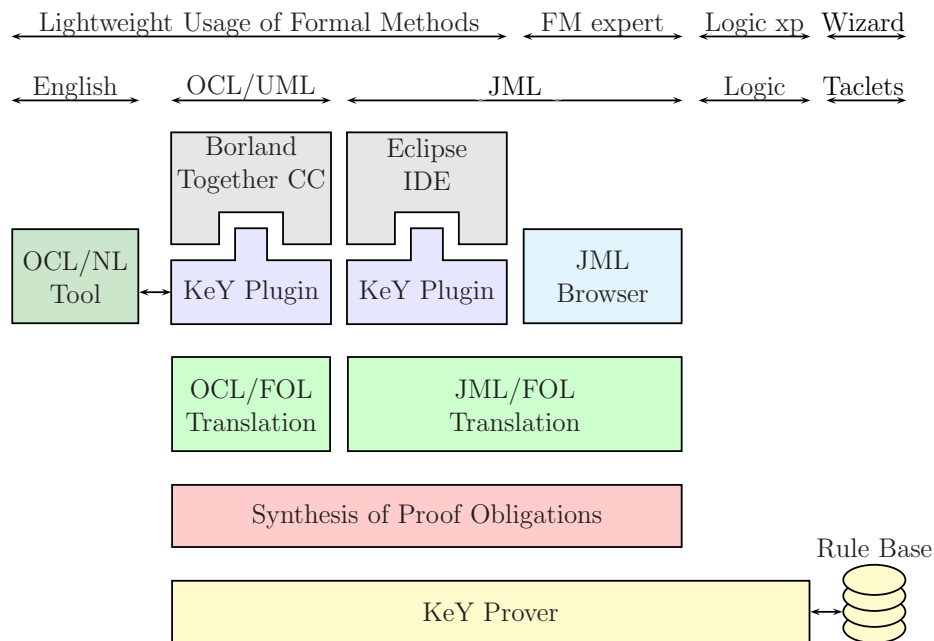 Lightweight Usage of Formal Methods
FM expert
Logic xp
Wizard
English
OCL/UML
JML
Logic
Taclets
Borland
Together CC
Eclipse
IDE
OCL/NL
Tool
KeY Plugin
KeY Plugin
JML
Browser
OCL/FOL
Translation
JML/FOL
Translation
Synthesis of Proof Obligations
Rule Base
KeY Prover